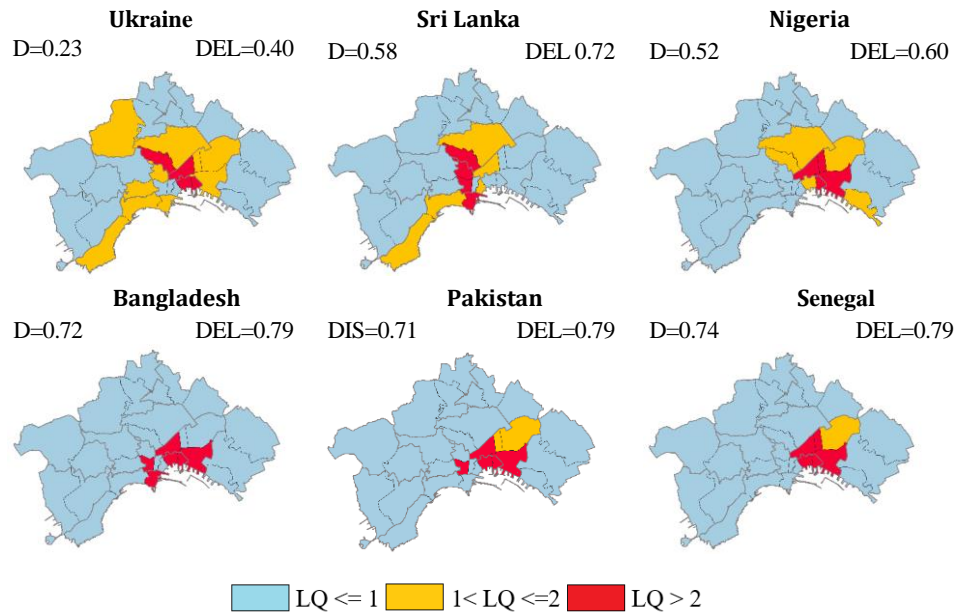 Ukraine
D=0.23 DEL=0.40
Sri Lanka
D=0.58 DEL 0.72
Nigeria
D=0.52 DEL=0.60
Bangladesh
D=0.72 DEL=0.79
Pakistan
DIS=0.71 DEL=0.79
Senegal
D=0.74 DEL=0.79
LQ <= 1 1< LQ <=2 LQ > 2